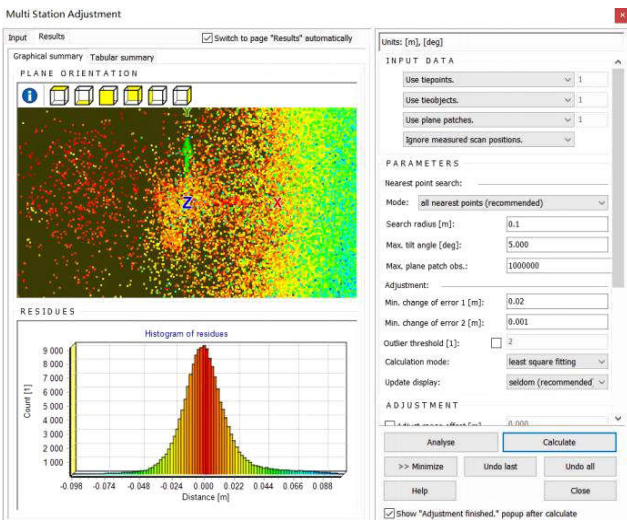 Multi Station Adjustment
Input Results
Switch to page "Results" automatically
Graphical summary Tabular summary
PLANE ORIENTATION
Y
Z
X
RESIDUES
Histogram of residues
Count [1]
9 000
8 000
7 000
6 000
5 000
4 000
3 000
2 000
1 000
-0.098 -0.074 -0.048 -0.024 0.000 0.022 0.044 0.066 0.088
Distance [m]
Units: [m], [deg]
INPUT DATA
Use tiepoints. 1
Use tieobjects. 1
Use plane patches. 1
Ignore measured scan positions.
PARAMETERS
Nearest point search:
Mode: all nearest points (recommended)
Search radius [m]: 0.1
Max. tilt angle [deg]: 5.000
Max. plane patch obs.: 1000000
Adjustment:
Min. change of error 1 [m]: 0.02
Min. change of error 2 [m]: 0.001
Outlier threshold [1]: 2
Calculation mode: least square fitting
Update display: seldom (recommended)
ADJUSTMENT
0.000
Analyse Calculate
>> Minimize Undo last Undo all
Help Close
Show "Adjustment finished." popup after calculate